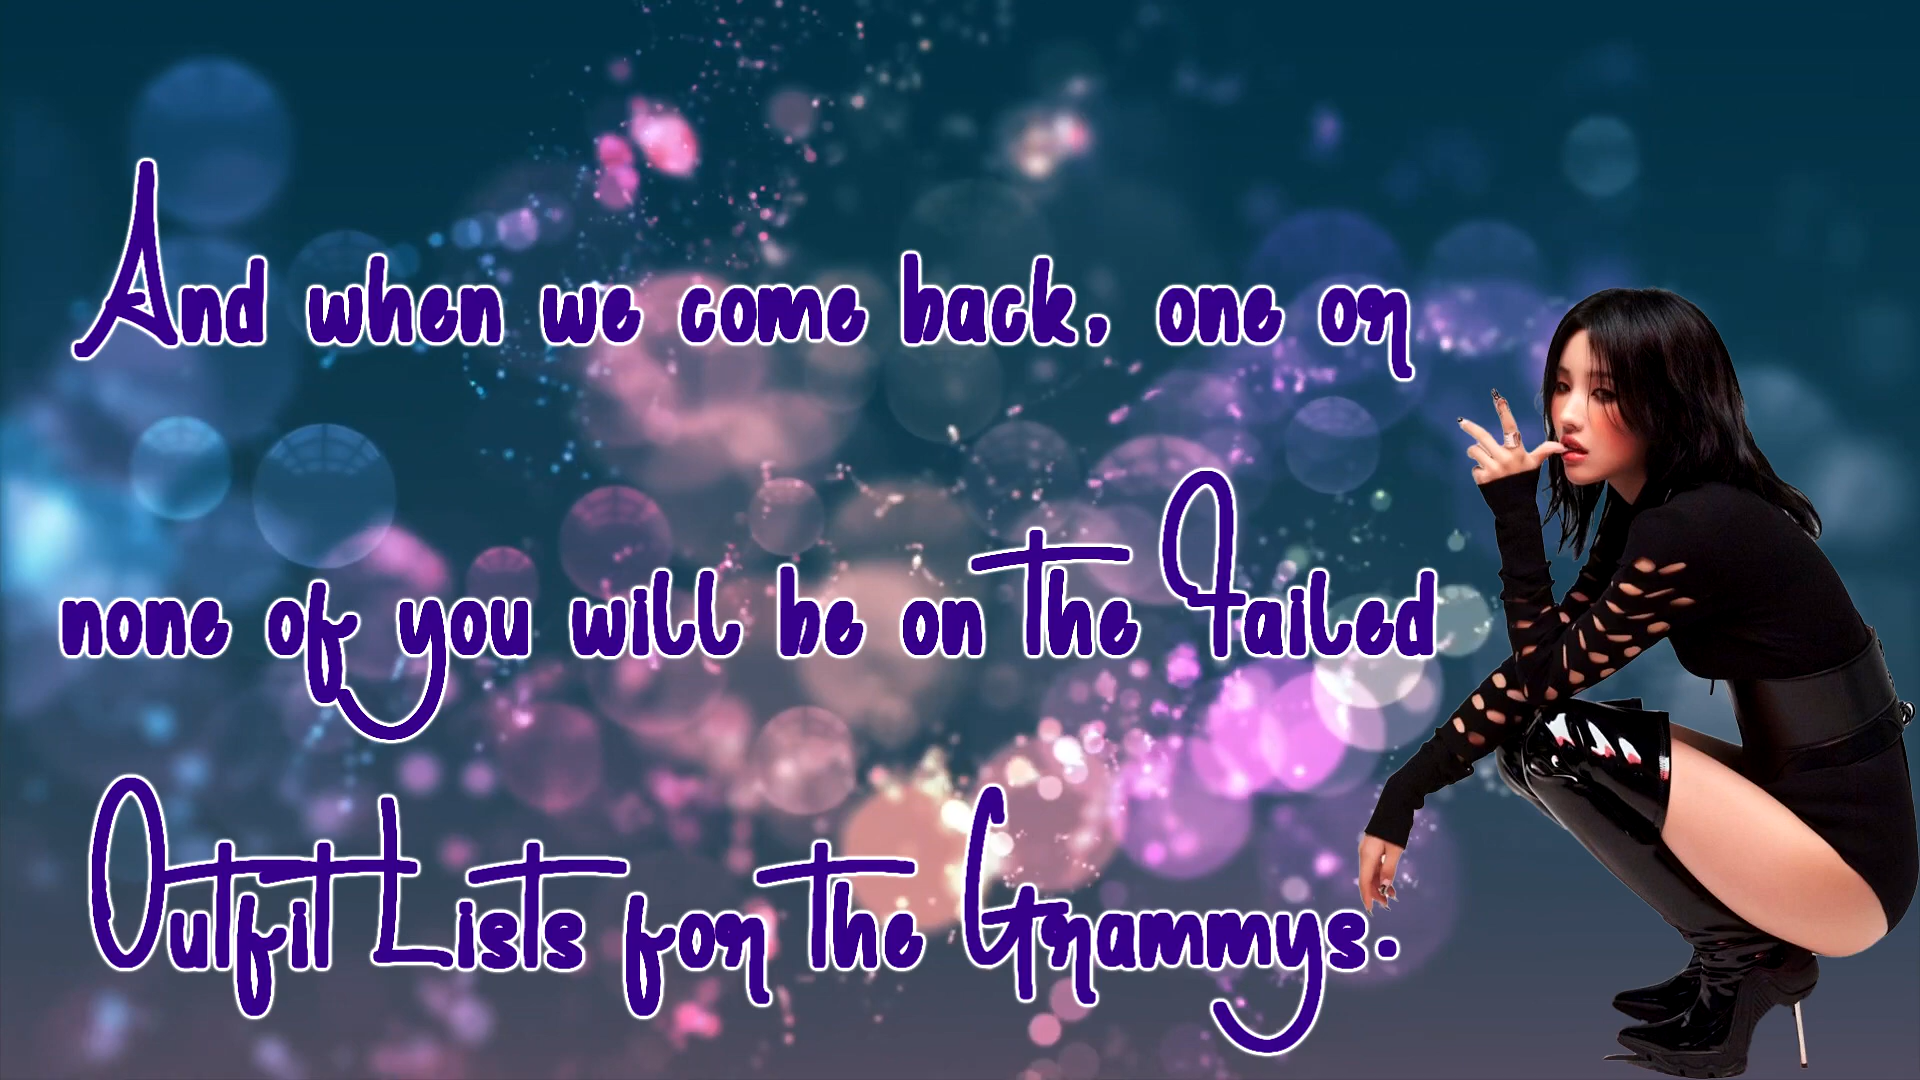 And when we come back, one or
none of you will be on the Failed
Outfit Lists for the Grammys.